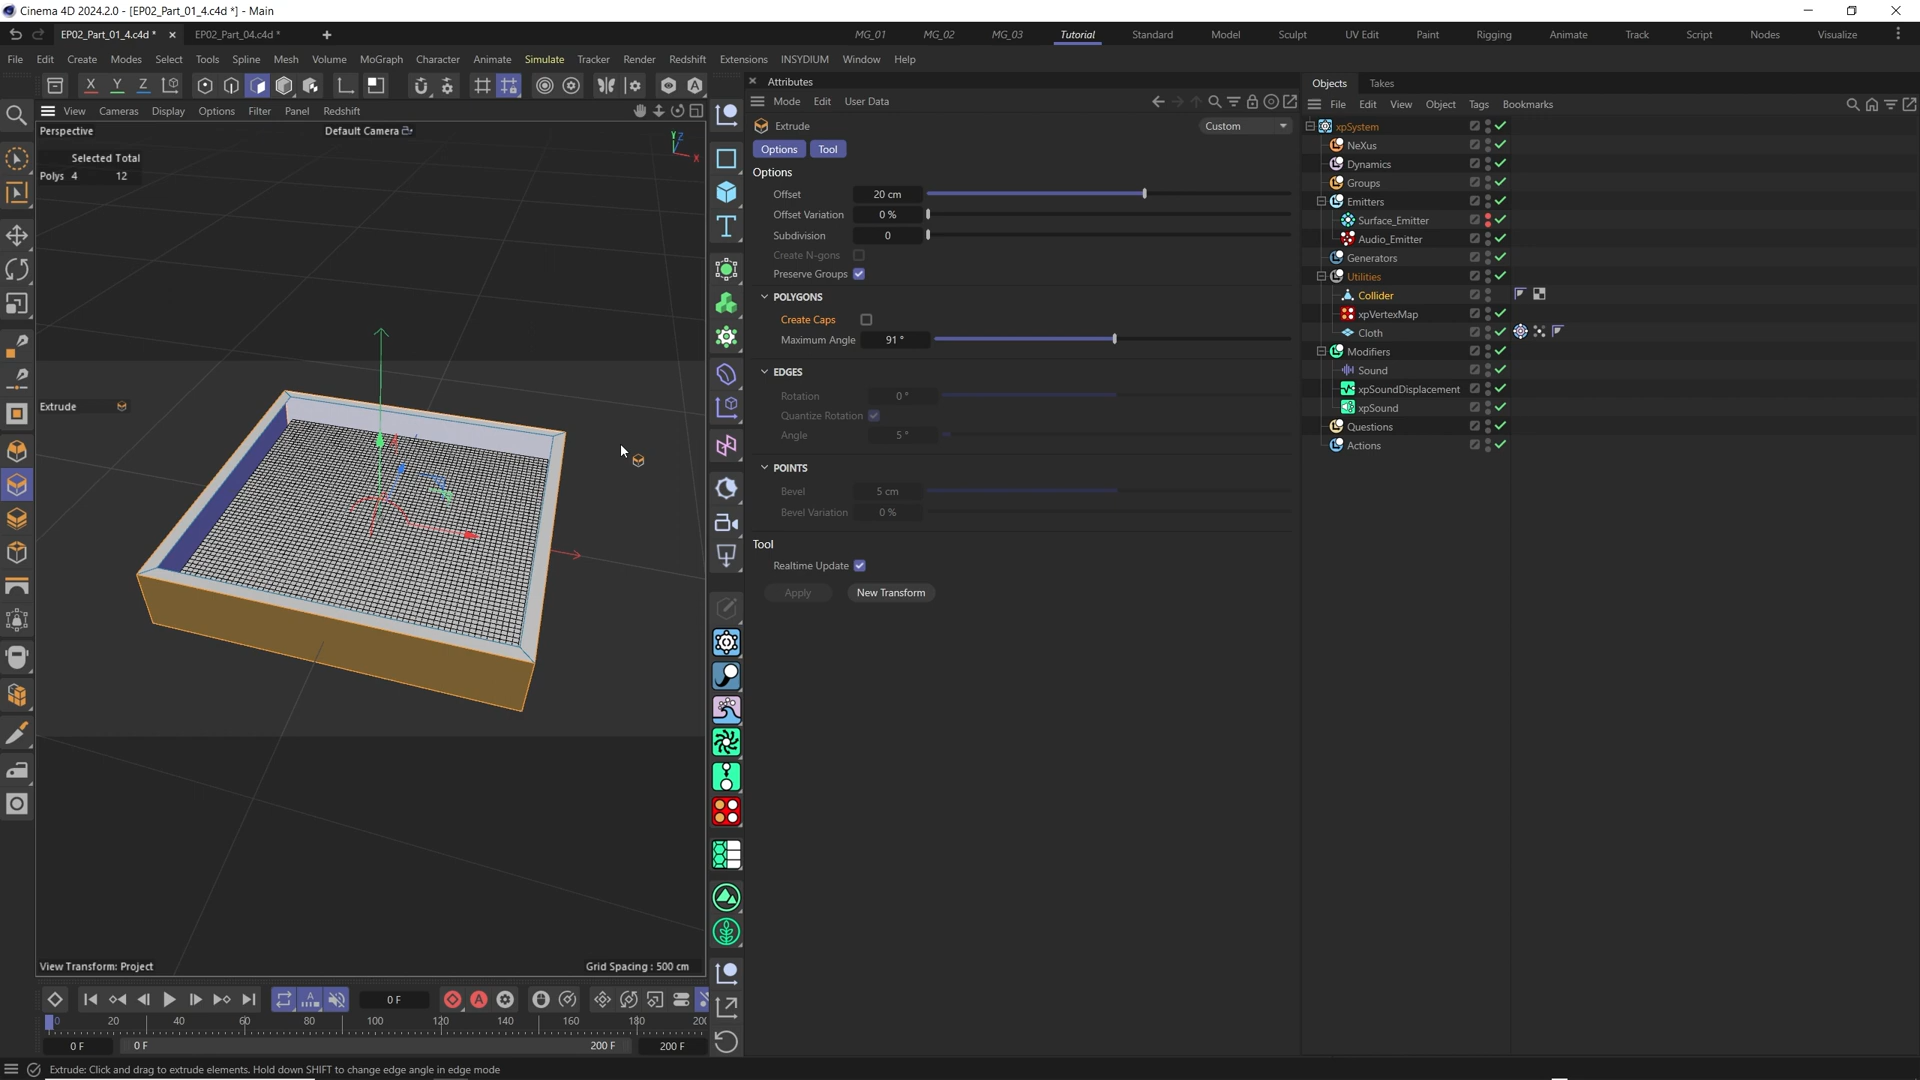 Cinema 4D 2024.2.0 - [EP02_Part_01_4.c4d *] - Main
EP02_Part_01_4.c4d * EP02_Part_04.c4d *
MG_01 MG_02 MG_03 Tutorial Standard Model Sculpt UV Edit Paint Rigging Animate Track Script Nodes Visualize
File Edit Create Modes Select Tools Spline Mesh Volume MoGraph Character Animate Simulate Tracker Render Redshift Extensions INSYDIUM Window Help
View Cameras Display Options Filter Panel Redshift
Perspective Default Camera
Selected Total
Polys 4 12
Extrude
View Transform: Project Grid Spacing : 500 cm
Attributes
Mode Edit User Data
Extrude Custom
Options Tool
Options
Offset 20 cm
Offset Variation 0 %
Subdivision 0
Create N-gons
Preserve Groups
POLYGONS
Create Caps
Maximum Angle 91 °
EDGES
Rotation 0 °
Quantize Rotation
Angle 5 °
POINTS
Bevel 5 cm
Bevel Variation 0 %
Tool
Realtime Update
Apply New Transform
Objects Takes
File Edit View Object Tags Bookmarks
xpSystem
NeXus
Dynamics
Groups
Emitters
Surface_Emitter
Audio_Emitter
Generators
Utilities
Collider
xpVertexMap
Cloth
Modifiers
Sound
xpSoundDisplacement
xpSound
Questions
Actions
0 F
0 20 40 60 80 100 120 140 160 180 200
0 F 0 F 200 F 200 F
Extrude: Click and drag to extrude elements. Hold down SHIFT to change edge angle in edge mode